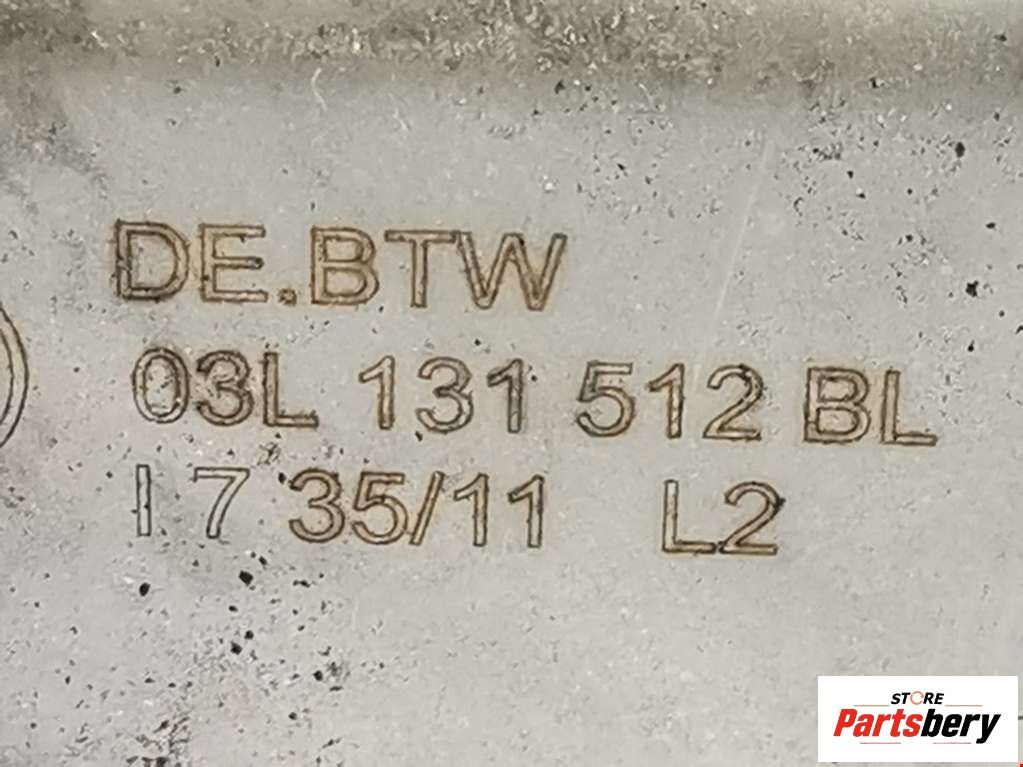 DE.BTW
03L 131 512 BL
I 7 35/11 L2
STORE
Partsbery